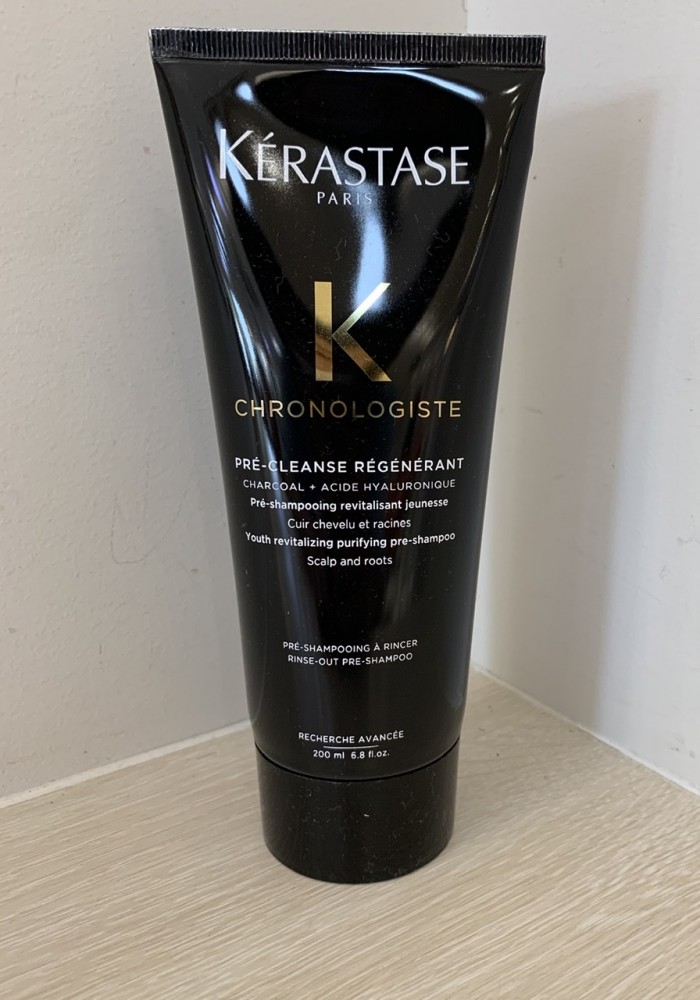 KÉRASTASE
PARIS
K
CHRONOLOGISTE
PRÉ-CLEANSE RÉGÉNÉRANT
CHARCOAL + ACIDE HYALURONIQUE
Pré-shampooing revitalisant jeunesse
Cuir chevelu et racines
Youth revitalizing purifying pre-shampoo
Scalp and roots
PRÉ-SHAMPOOING À RINCER
RINSE-OUT PRE-SHAMPOO
RECHERCHE AVANCÉE
200 ml 6.8 fl.oz.